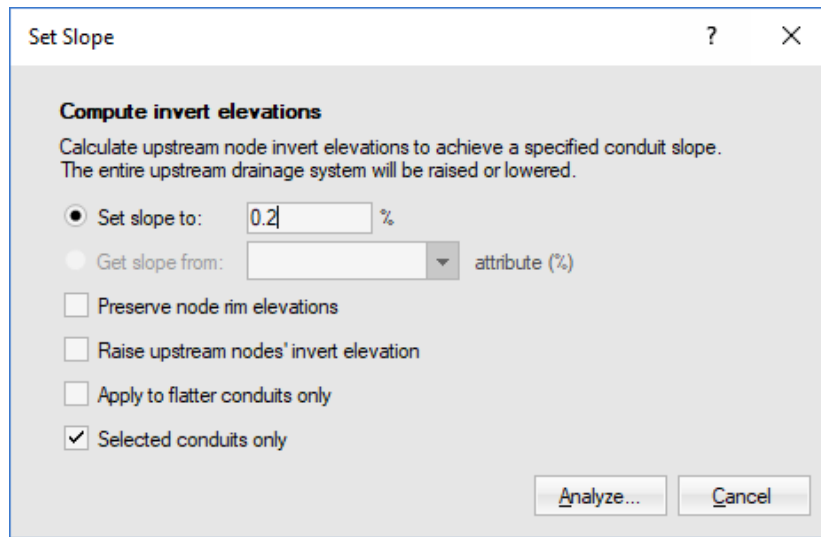 Set Slope ?
Compute invert elevations
Calculate upstream node invert elevations to achieve a specified conduit slope.
The entire upstream drainage system will be raised or lowered.
Set slope to: 0.2 %
Get slope from: attribute (%)
Preserve node rim elevations
Raise upstream nodes' invert elevation
Apply to flatter conduits only
Selected conduits only
Analyze... Cancel